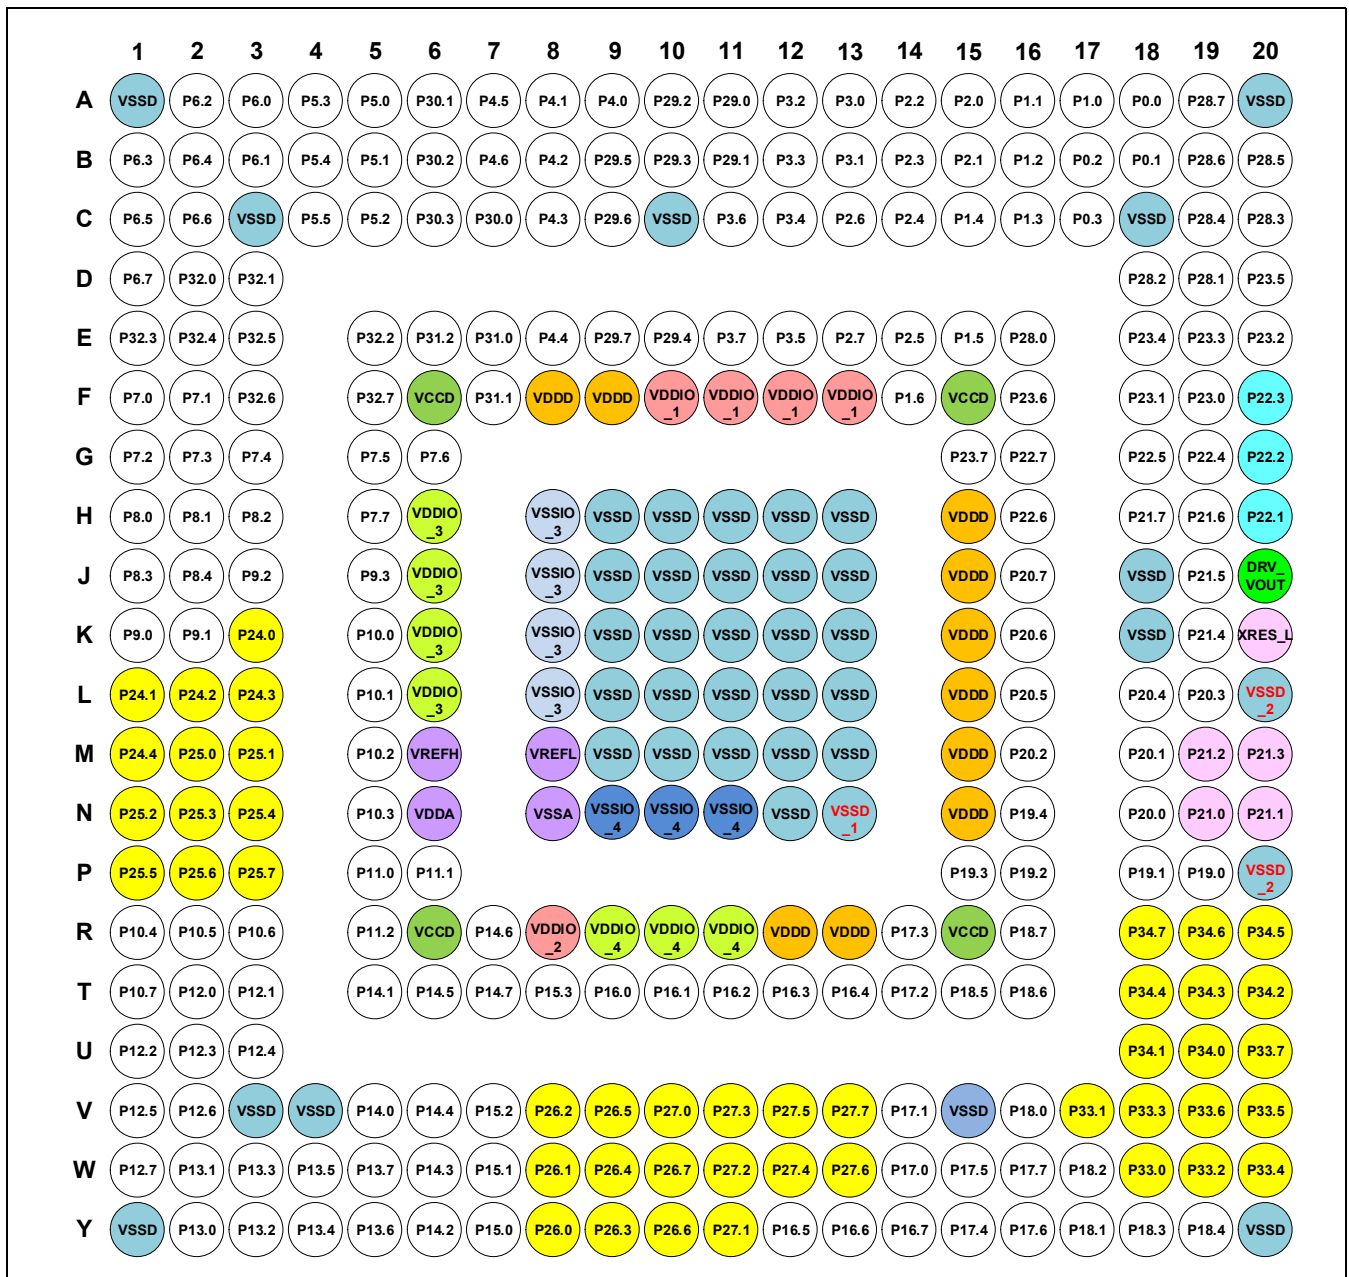 1 2 3 4 5 6 7 8 9 10 11 12 13 14 15 16 17 18 19 20
A VSSD P6.2 P6.0 P5.3 P5.0 P30.1 P4.5 P4.1 P4.0 P29.2 P29.0 P3.2 P3.0 P2.2 P2.0 P1.1 P1.0 P0.0 P28.7 VSSD
B P6.3 P6.4 P6.1 P5.4 P5.1 P30.2 P4.6 P4.2 P29.5 P29.3 P29.1 P3.3 P3.1 P2.3 P2.1 P1.2 P0.2 P0.1 P28.6 P28.5
C P6.5 P6.6 VSSD P5.5 P5.2 P30.3 P30.0 P4.3 P29.6 VSSD P3.6 P3.4 P2.6 P2.4 P1.4 P1.3 P0.3 VSSD P28.4 P28.3
D P6.7 P32.0 P32.1 P28.2 P28.1 P23.5
E P32.3 P32.4 P32.5 P32.2 P31.2 P31.0 P4.4 P29.7 P29.4 P3.7 P3.5 P2.7 P2.5 P1.5 P28.0 P23.4 P23.3 P23.2
F P7.0 P7.1 P32.6 P32.7 VCCD P31.1 VDDD VDDD VDDIO_1 VDDIO_1 VDDIO_1 VDDIO_1 P1.6 VCCD P23.6 P23.1 P23.0 P22.3
G P7.2 P7.3 P7.4 P7.5 P7.6 P23.7 P22.7 P22.5 P22.4 P22.2
H P8.0 P8.1 P8.2 P7.7 VDDIO_3 VSSIO_3 VSSD VSSD VSSD VSSD VSSD VDDD P22.6 P21.7 P21.6 P22.1
J P8.3 P8.4 P9.2 P9.3 VDDIO_3 VSSIO_3 VSSD VSSD VSSD VSSD VSSD VDDD P20.7 VSSD P21.5 DRV_VOUT
K P9.0 P9.1 P24.0 P10.0 VDDIO_3 VSSIO_3 VSSD VSSD VSSD VSSD VSSD VDDD P20.6 VSSD P21.4 XRES_L
L P24.1 P24.2 P24.3 P10.1 VDDIO_3 VSSIO_3 VSSD VSSD VSSD VSSD VSSD VDDD P20.5 P20.4 P20.3 VSSD_2
M P24.4 P25.0 P25.1 P10.2 VREFH VREFL VSSD VSSD VSSD VSSD VSSD VDDD P20.2 P20.1 P21.2 P21.3
N P25.2 P25.3 P25.4 P10.3 VDDA VSSA VSSIO_4 VSSIO_4 VSSIO_4 VSSD VSSD_1 VDDD P19.4 P20.0 P21.0 P21.1
P P25.5 P25.6 P25.7 P11.0 P11.1 P19.3 P19.2 P19.1 P19.0 VSSD_2
R P10.4 P10.5 P10.6 P11.2 VCCD P14.6 VDDIO_2 VDDIO_4 VDDIO_4 VDDIO_4 VDDD VDDD P17.3 VCCD P18.7 P34.7 P34.6 P34.5
T P10.7 P12.0 P12.1 P14.1 P14.5 P14.7 P15.3 P16.0 P16.1 P16.2 P16.3 P16.4 P17.2 P18.5 P18.6 P34.4 P34.3 P34.2
U P12.2 P12.3 P12.4 P34.1 P34.0 P33.7
V P12.5 P12.6 VSSD VSSD P14.0 P14.4 P15.2 P26.2 P26.5 P27.0 P27.3 P27.5 P27.7 P17.1 VSSD P18.0 P33.1 P33.3 P33.6 P33.5
W P12.7 P13.1 P13.3 P13.5 P13.7 P14.3 P15.1 P26.1 P26.4 P26.7 P27.2 P27.4 P27.6 P17.0 P17.5 P17.7 P18.2 P33.0 P33.2 P33.4
Y VSSD P13.0 P13.2 P13.4 P13.6 P14.2 P15.0 P26.0 P26.3 P26.6 P27.1 P16.5 P16.6 P16.7 P17.4 P17.6 P18.1 P18.3 P18.4 VSSD